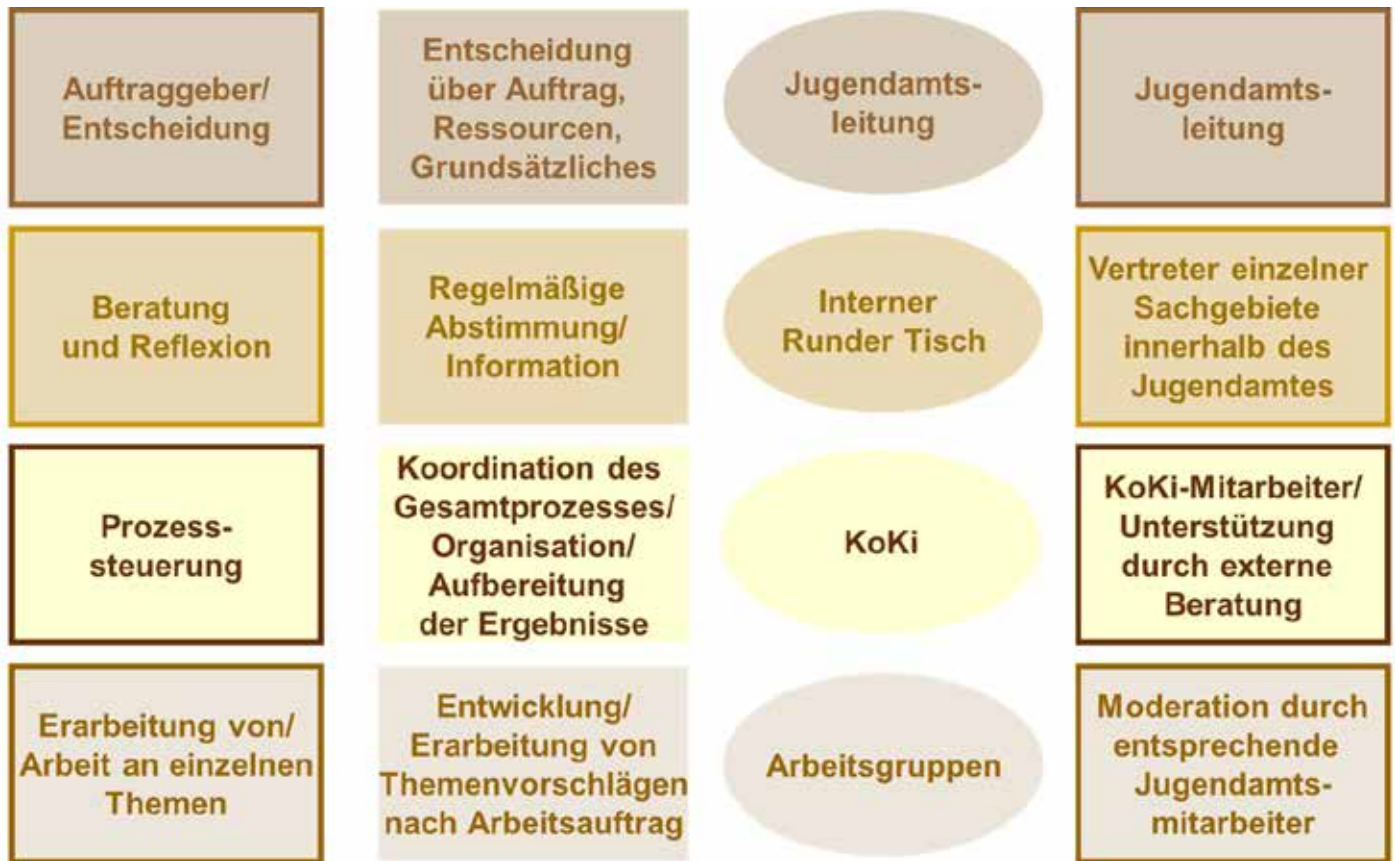 Auftraggeber/
Entscheidung
Entscheidung
über Auftrag,
Ressourcen,
Grundsätzliches
Jugendamts-
leitung
Jugendamts-
leitung
Beratung
und Reflexion
Regelmäßige
Abstimmung/
Information
Interner
Runder Tisch
Vertreter einzelner
Sachgebiete
innerhalb des
Jugendamtes
Prozess-
steuerung
Koordination des
Gesamtprozesses/
Organisation/
Aufbereitung
der Ergebnisse
KoKi
KoKi-Mitarbeiter/
Unterstützung
durch externe
Beratung
Erarbeitung von/
Arbeit an einzelnen
Themen
Entwicklung/
Erarbeitung von
Themenvorschlägen
nach Arbeitsauftrag
Arbeitsgruppen
Moderation durch
entsprechende
Jugendamts-
mitarbeiter